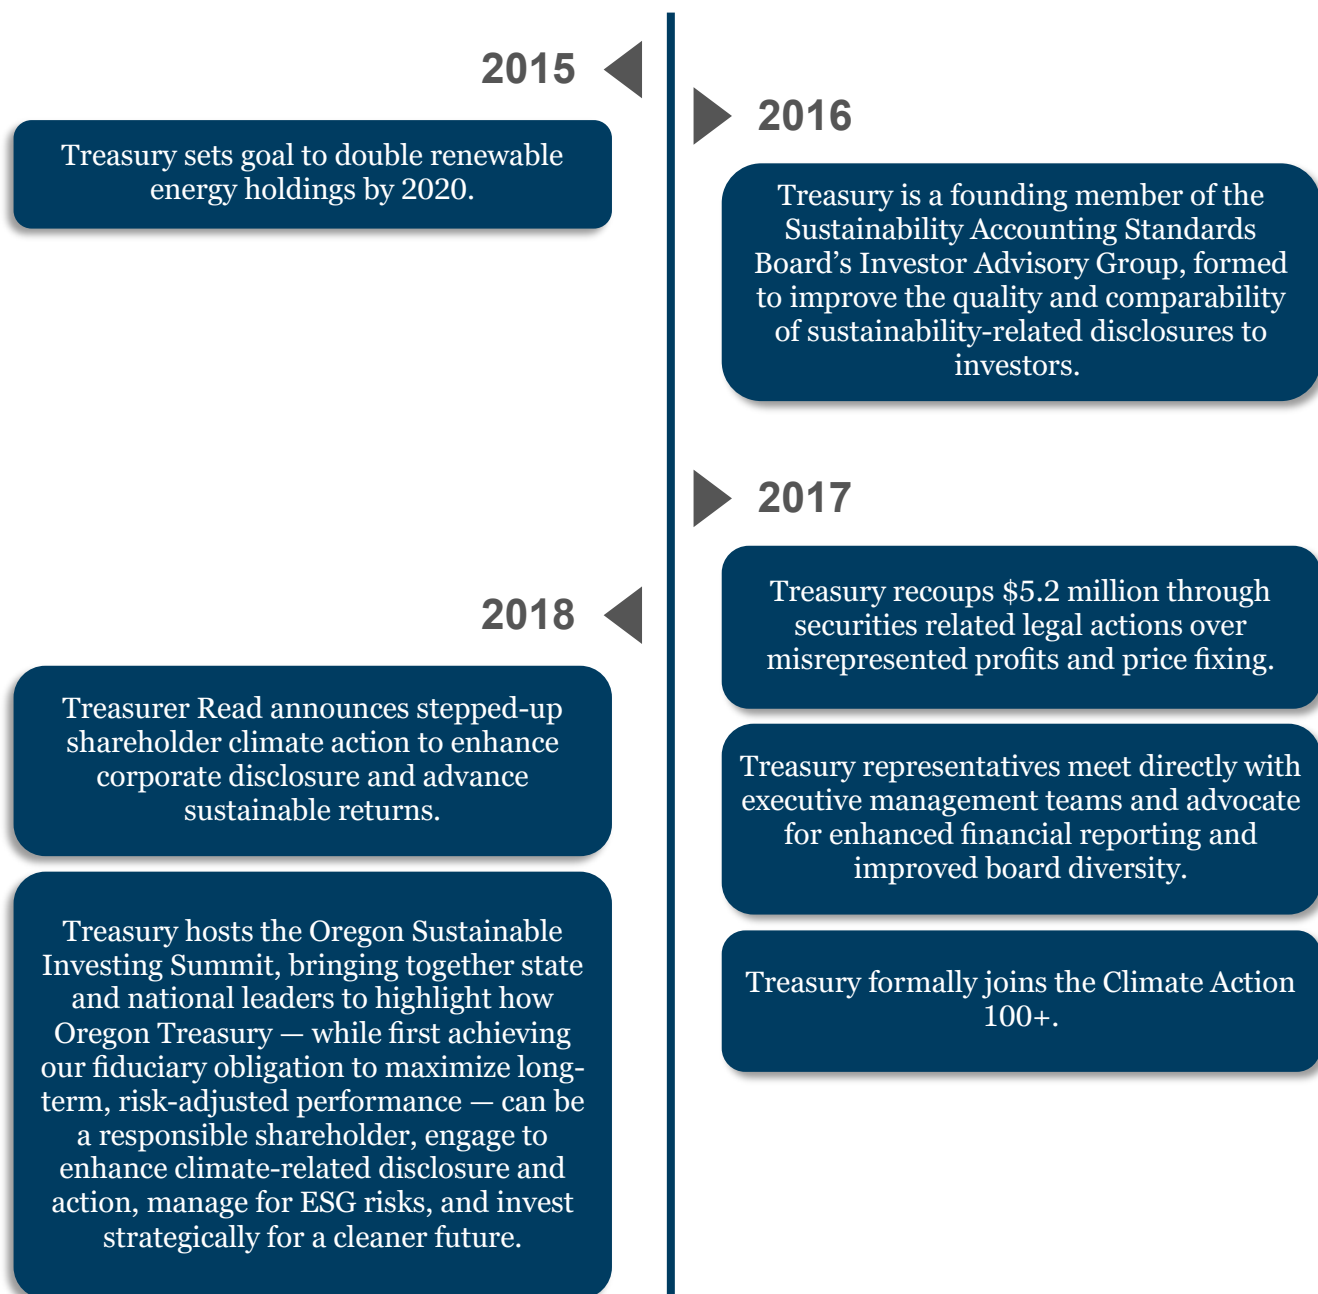 2015
Treasury sets goal to double renewable
energy holdings by 2020.
2016
Treasury is a founding member of the
Sustainability Accounting Standards
Board’s Investor Advisory Group, formed
to improve the quality and comparability
of sustainability-related disclosures to
investors.
2017
Treasury recoups $5.2 million through
securities related legal actions over
misrepresented profits and price fixing.
Treasury representatives meet directly with
executive management teams and advocate
for enhanced financial reporting and
improved board diversity.
Treasury formally joins the Climate Action
100+.
2018
Treasurer Read announces stepped-up
shareholder climate action to enhance
corporate disclosure and advance
sustainable returns.
Treasury hosts the Oregon Sustainable
Investing Summit, bringing together state
and national leaders to highlight how
Oregon Treasury — while first achieving
our fiduciary obligation to maximize long-
term, risk-adjusted performance — can be
a responsible shareholder, engage to
enhance climate-related disclosure and
action, manage for ESG risks, and invest
strategically for a cleaner future.